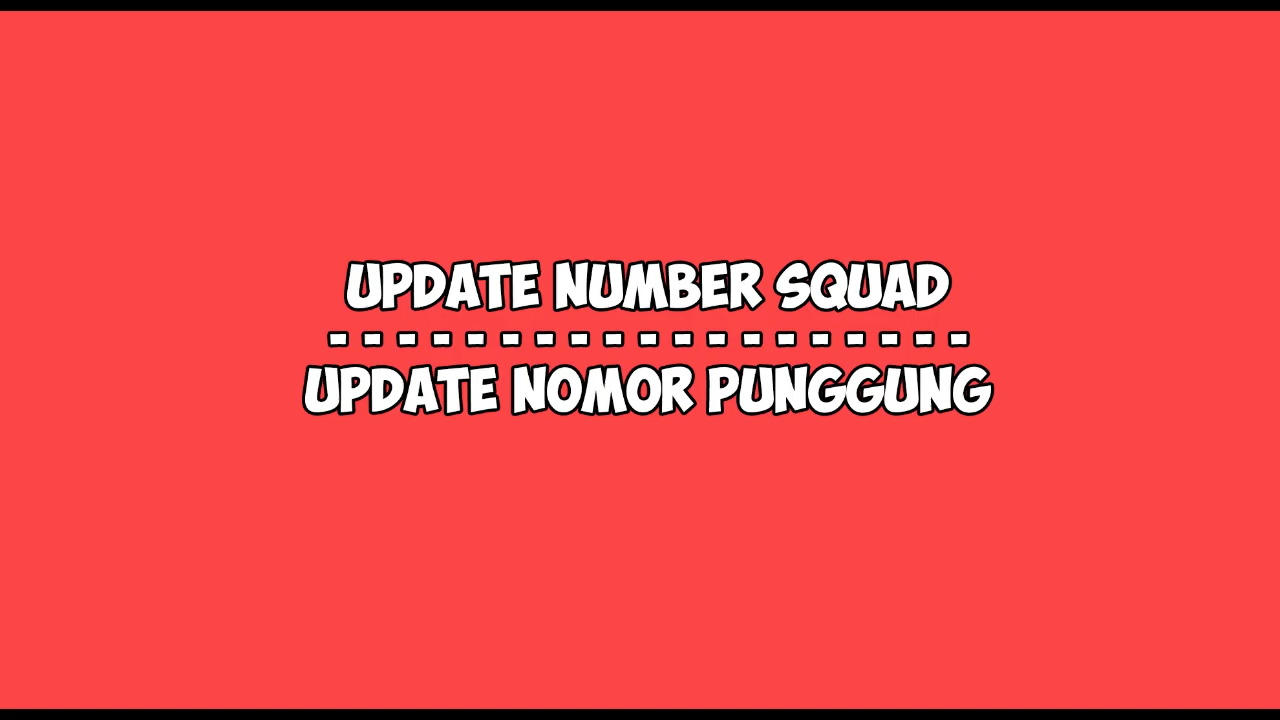 UPDATE NUMBER SQUAD
- - - - - - - - - - - - - - - - - - -
UPDATE NOMOR PUNGGUNG